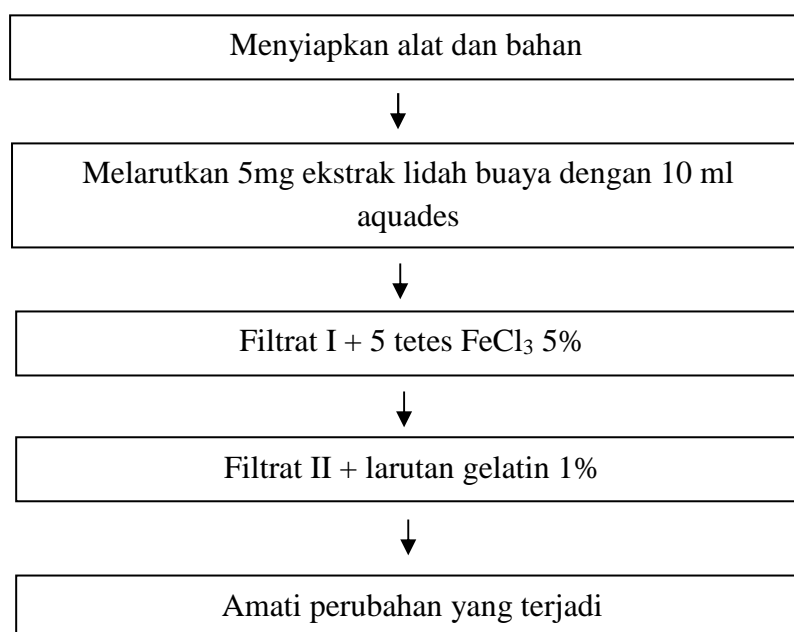 Menyiapkan alat dan bahan
Melarutkan 5mg ekstrak lidah buaya dengan 10 ml
aquades
Filtrat I + 5 tetes FeCl₃ 5%
Filtrat II + larutan gelatin 1%
Amati perubahan yang terjadi